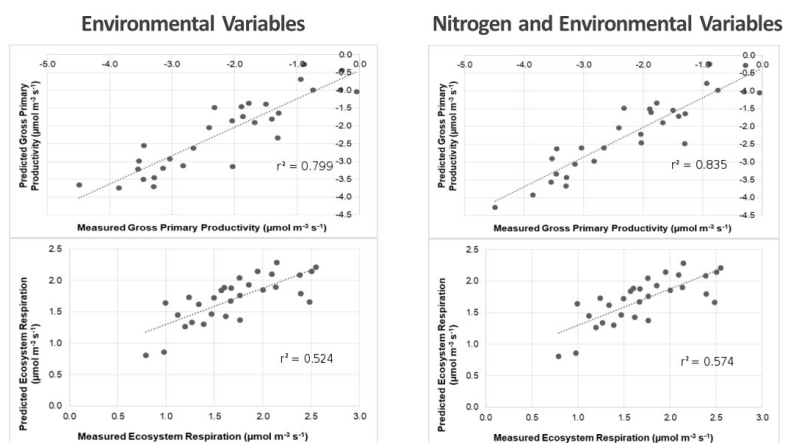 Environmental Variables
-5.0 -4.0 -3.0 -2.0 -1.0 0.0
0.0
-0.5
-1.0
-1.5
-2.0
-2.5
-3.0
-3.5
-4.0
-4.5
Predicted Gross Primary
Productivity (µmol m⁻³ s⁻¹)
r² = 0.799
Measured Gross Primary Productivity (µmol m⁻³ s⁻¹)
Nitrogen and Environmental Variables
-5.0 -4.0 -3.0 -2.0 -1.0 0.0
0.0
-0.5
-1.0
-1.5
-2.0
-2.5
-3.0
-3.5
-4.0
-4.5
Predicted Gross Primary
Productivity (µmol m⁻³ s⁻¹)
r² = 0.835
Measured Gross Primary Productivity (µmol m⁻³ s⁻¹)
2.5
2.0
1.5
1.0
0.5
0.0
Predicted Ecosystem Respiration
(µmol m⁻³ s⁻¹)
r² = 0.524
0.0 0.5 1.0 1.5 2.0 2.5 3.0
Measured Ecosystem Respiration (µmol m⁻³ s⁻¹)
2.5
2.0
1.5
1.0
0.5
0.0
Predicted Ecosystem Respiration
(µmol m⁻³ s⁻¹)
r² = 0.574
0.0 0.5 1.0 1.5 2.0 2.5 3.0
Measured Ecosystem Respiration (µmol m⁻³ s⁻¹)